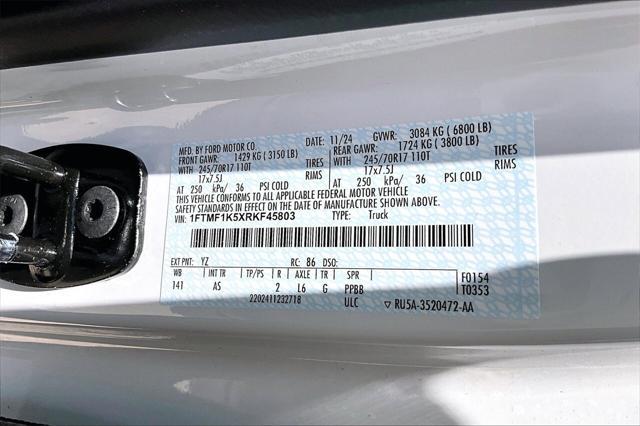 MFD. BY FORD MOTOR CO. 11/24 GVWR: 3084 KG ( 6800 LB)
FRONT GAWR: 1429 KG ( 3150 LB) REAR GAWR: 1724 KG ( 3800 LB)
WITH 245/70R17 110T TIRES WITH 245/70R17 110T TIRES
17x7.5J RIMS 17x7.5J RIMS
AT 250 kPa/ 36 PSI COLD AT 250 kPa/ 36 PSI COLD
THIS VEHICLE CONFORMS TO ALL APPLICABLE FEDERAL MOTOR VEHICLE
SAFETY STANDARDS IN EFFECT ON THE DATE OF MANUFACTURE SHOWN ABOVE.
VIN: 1FTMF1K5XRKF45803 TYPE: Truck
EXT PNT: YZ RC: 86 DSO:
WB INT TR TP/PS R AXLE TR SPR F0154
141 AS 2 L6 G PPBB T0353
2202411232718 ULC ▽ RU5A-3520472-AA